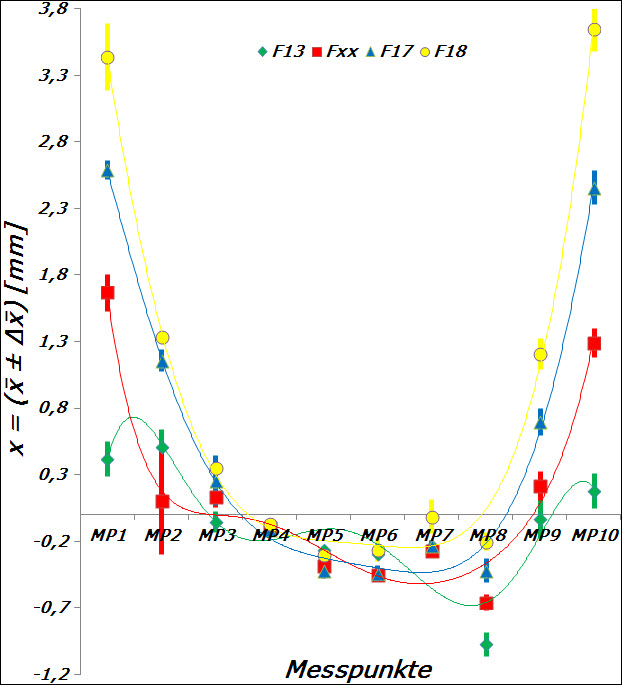 3,8
F13 Fxx F17 F18
3,3
2,8
2,3
1,8
1,3
0,8
0,3
-0,2
-0,7
-1,2
x = (x̄ ± Δx̄) [mm]
MP1 MP2 MP3 MP4 MP5 MP6 MP7 MP8 MP9 MP10
Messpunkte